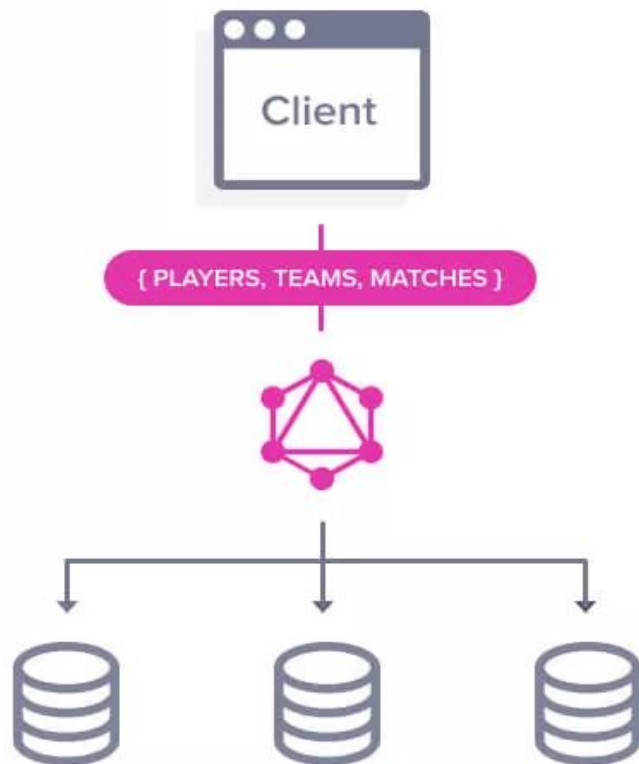 Client
{ PLAYERS, TEAMS, MATCHES }